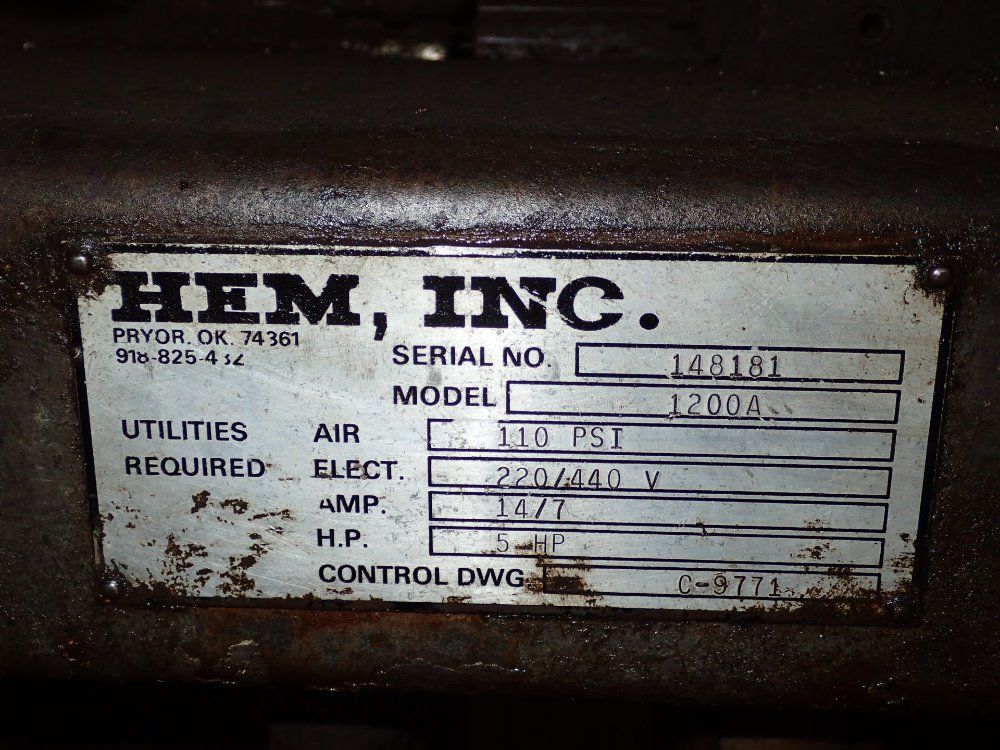 HEM, INC.
PRYOR. OK. 74361
SERIAL NO. 148181
MODEL 1200A
UTILITIES REQUIRED
AIR 110 PSI
ELECT. 220/440 V
AMP. 14/7
H.P. 5 HP
CONTROL DWG. C-9771